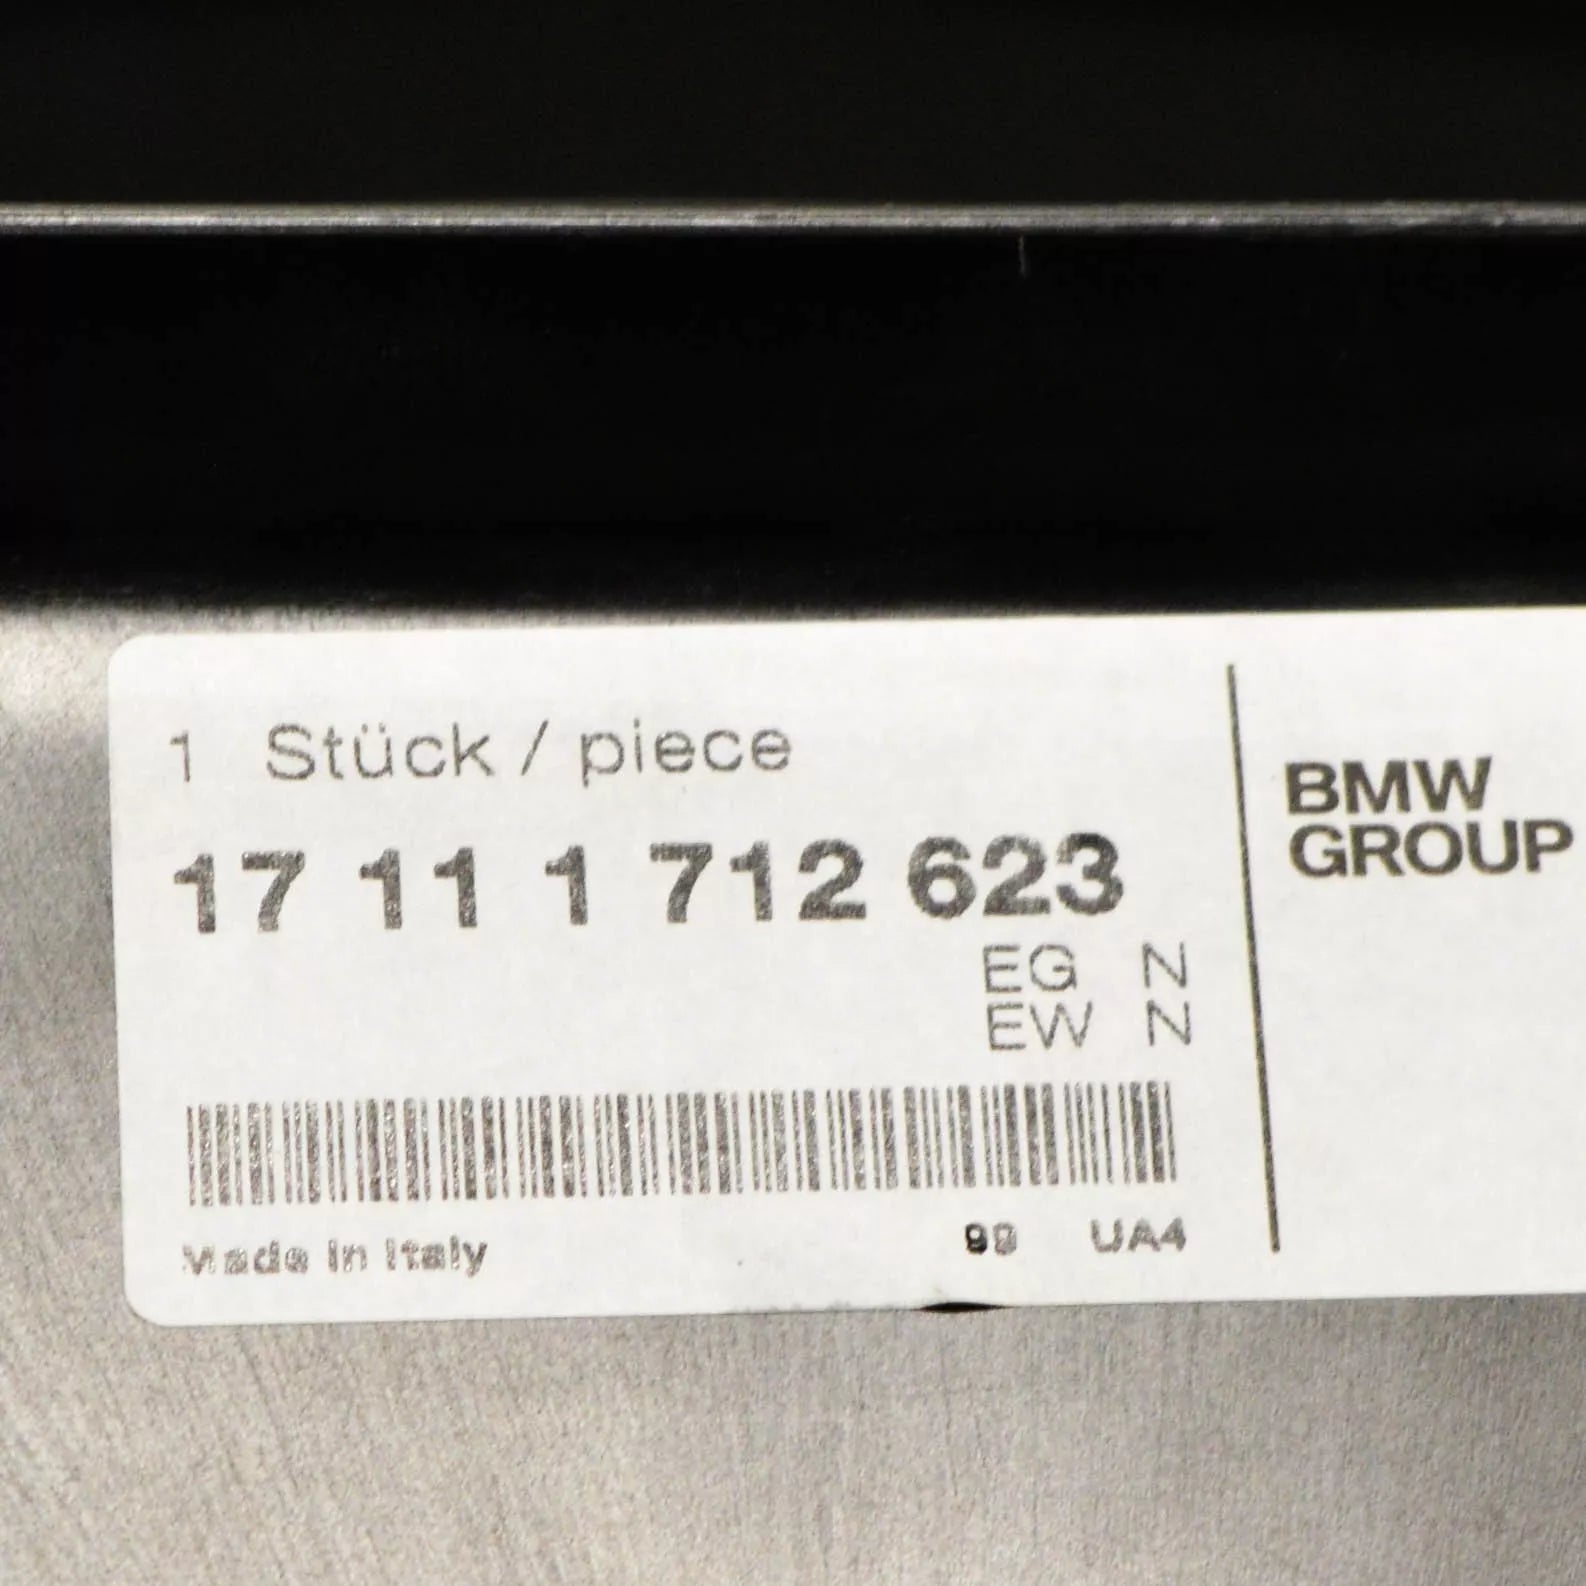 1 Stück / piece
17 11 1 712 623
EG N
EW N
Made in Italy
99 UA4
BMW
GROUP